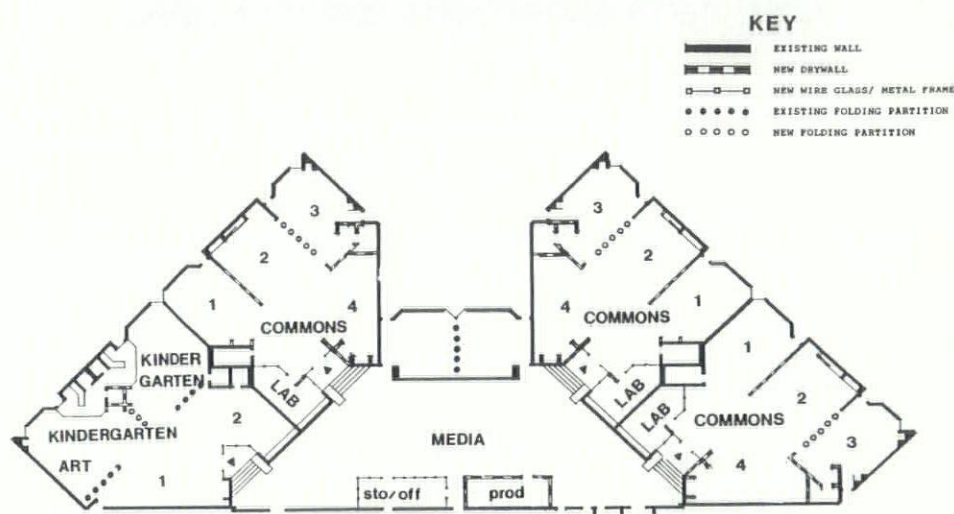 KEY
EXISTING WALL
NEW DRYWALL
NEW WIRE GLASS/ METAL FRAME
EXISTING FOLDING PARTITION
NEW FOLDING PARTITION
3
2
1
4
COMMONS
LAB
KINDER
GARTEN
KINDERGARTEN
ART
2
1
MEDIA
sto/off
prod
3
2
1
4
COMMONS
LAB
LAB
1
2
COMMONS
3
4